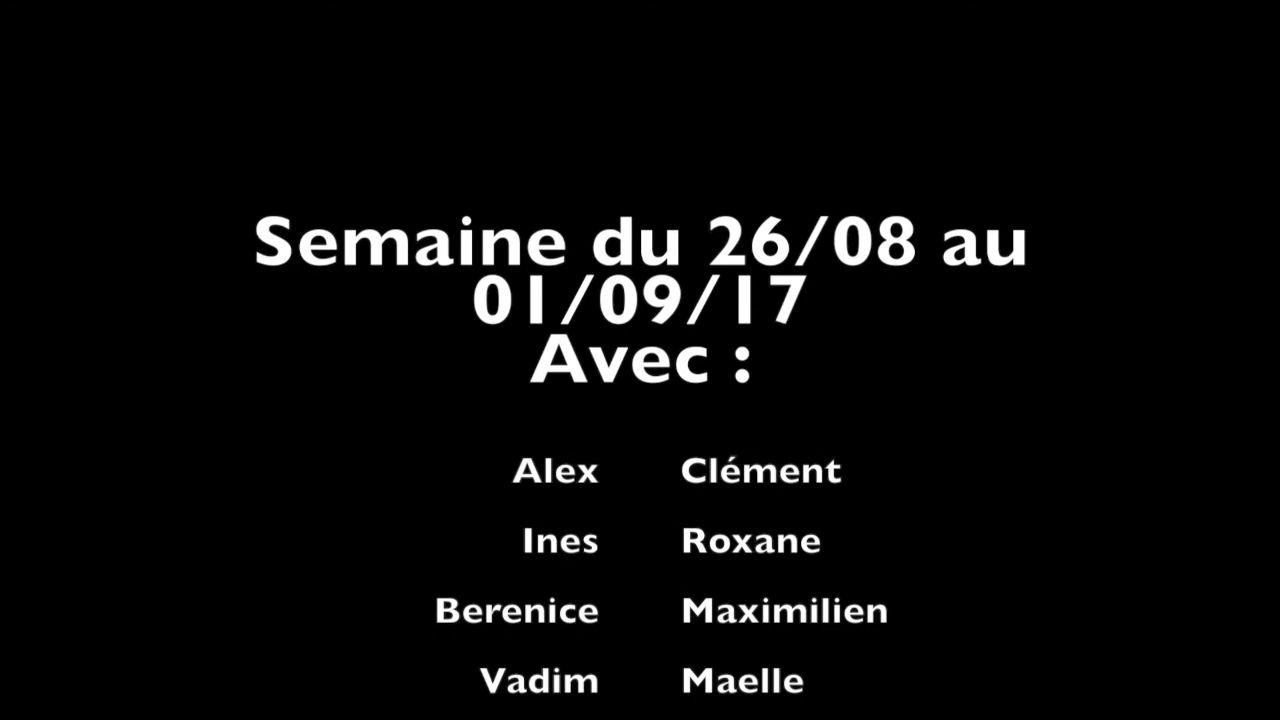 Semaine du 26/08 au
01/09/17
Avec :
Alex Clément
Ines Roxane
Berenice Maximilien
Vadim Maelle